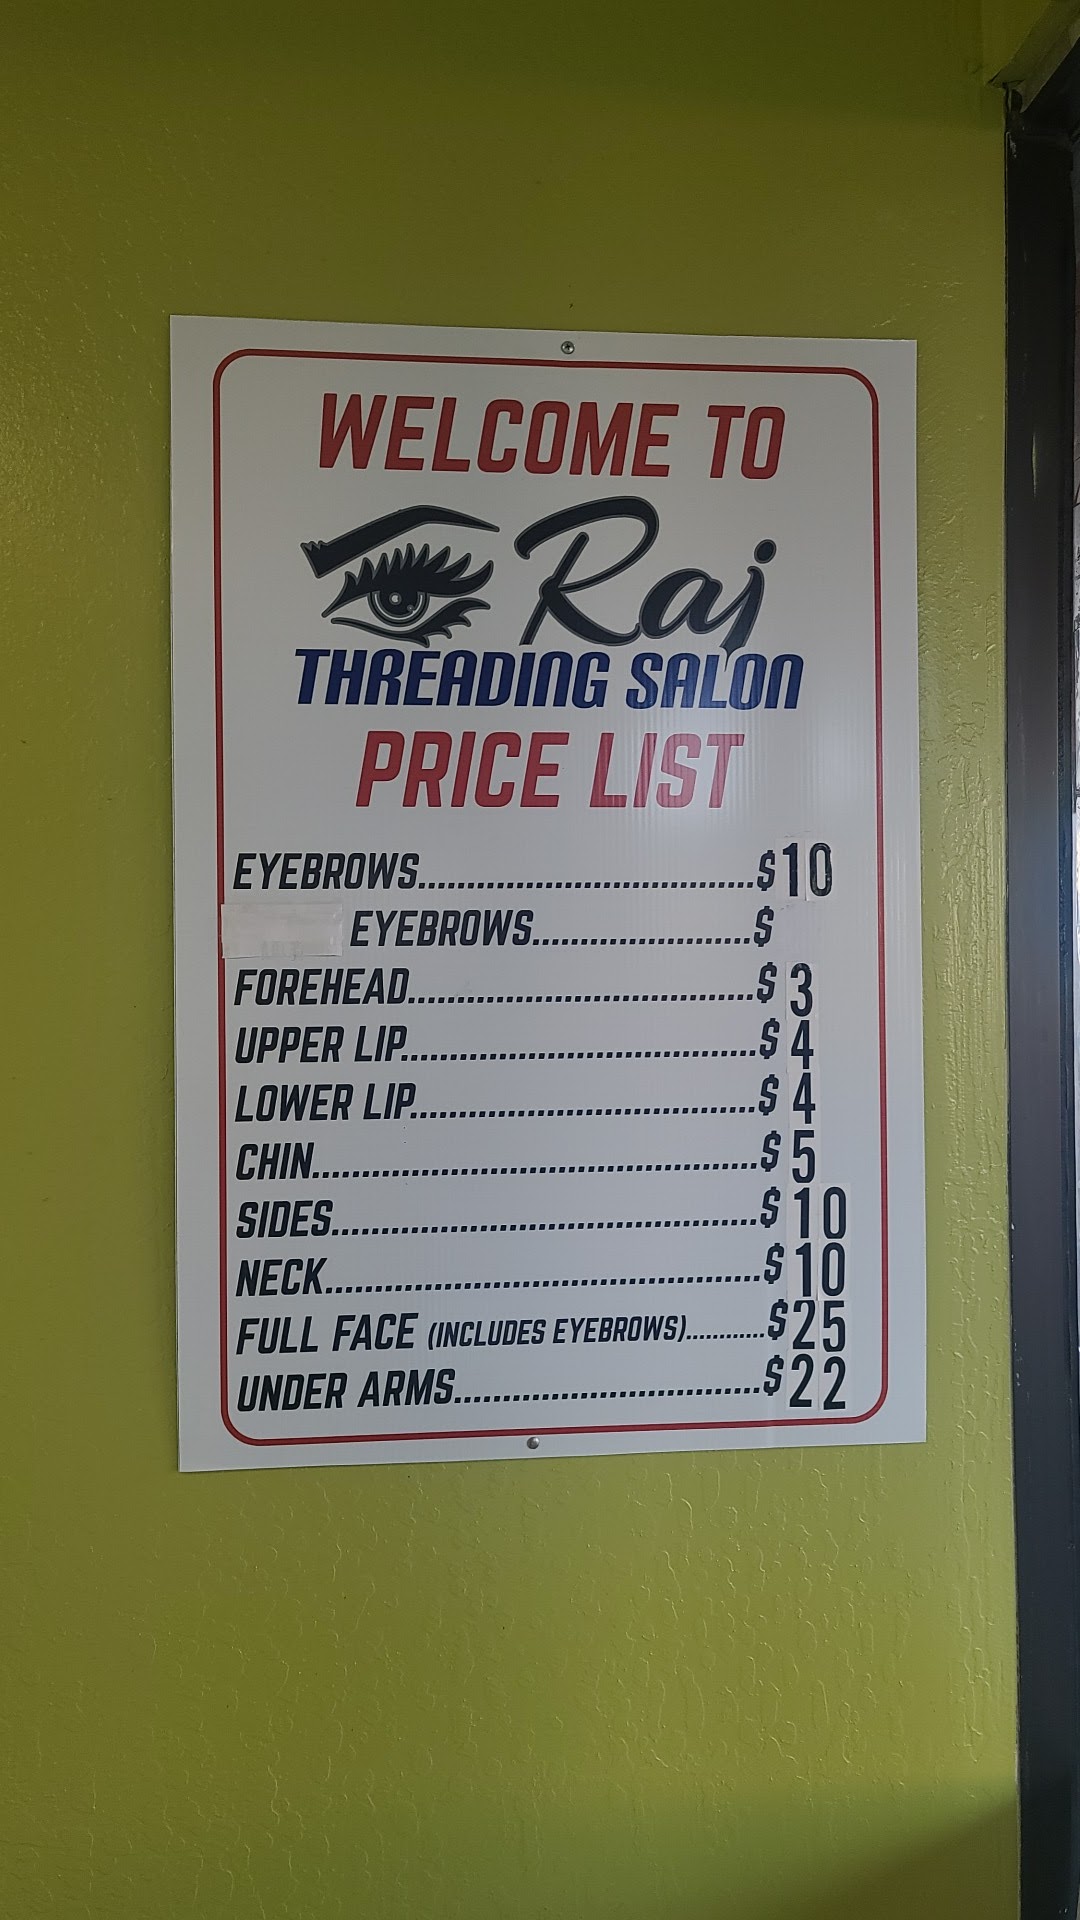 WELCOME TO
Raj
THREADING SALON
PRICE LIST
EYEBROWS..................................$10
EYEBROWS......................$
FOREHEAD...................................$ 3
UPPER LIP....................................$ 4
LOWER LIP...................................$ 4
CHIN.............................................$ 5
SIDES...........................................$ 10
NECK............................................$ 10
FULL FACE (INCLUDES EYEBROWS)...........$25
UNDER ARMS...............................$22